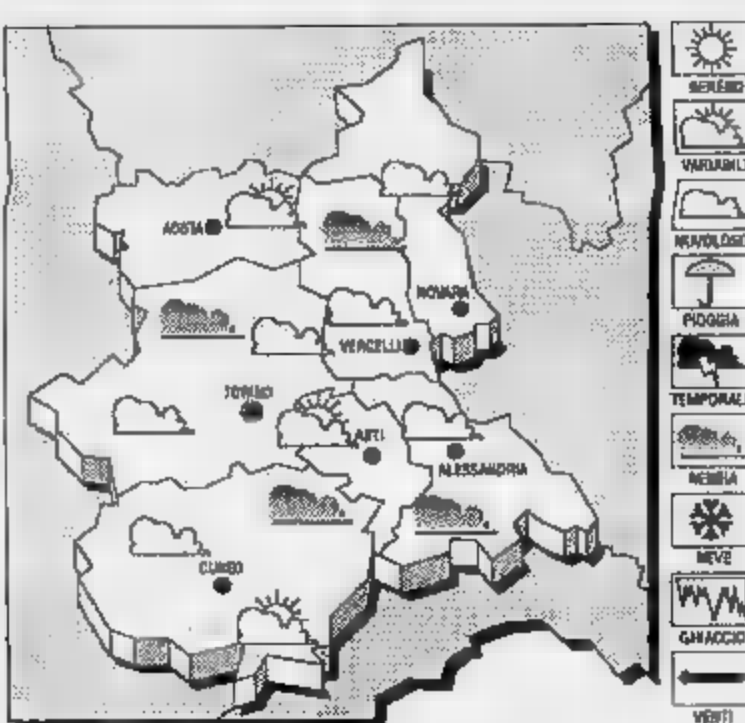 SERENO
VARIABILE
NUVOLOSO
PIOGGIA
TEMPORALE
NEBBIA
NEVE
GHIACCIO
VENTI
AOSTA
NOVARA
VERCELLI
TORINO
ASTI
ALESSANDRIA
CUNEO